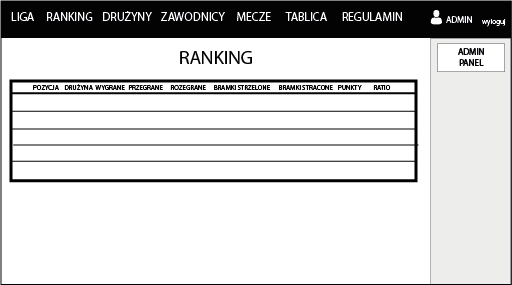 LIGA RANKING DRUŻYNY ZAWODNICY MECZE TABLICA REGULAMIN ADMIN wyloguj
ADMIN
PANEL
RANKING
POZYCJA DRUŻYNA WYGRANE PRZEGRANE ROZEGRANE BRAMKI STRZELONE BRAMKI STRACONE PUNKTY RATIO